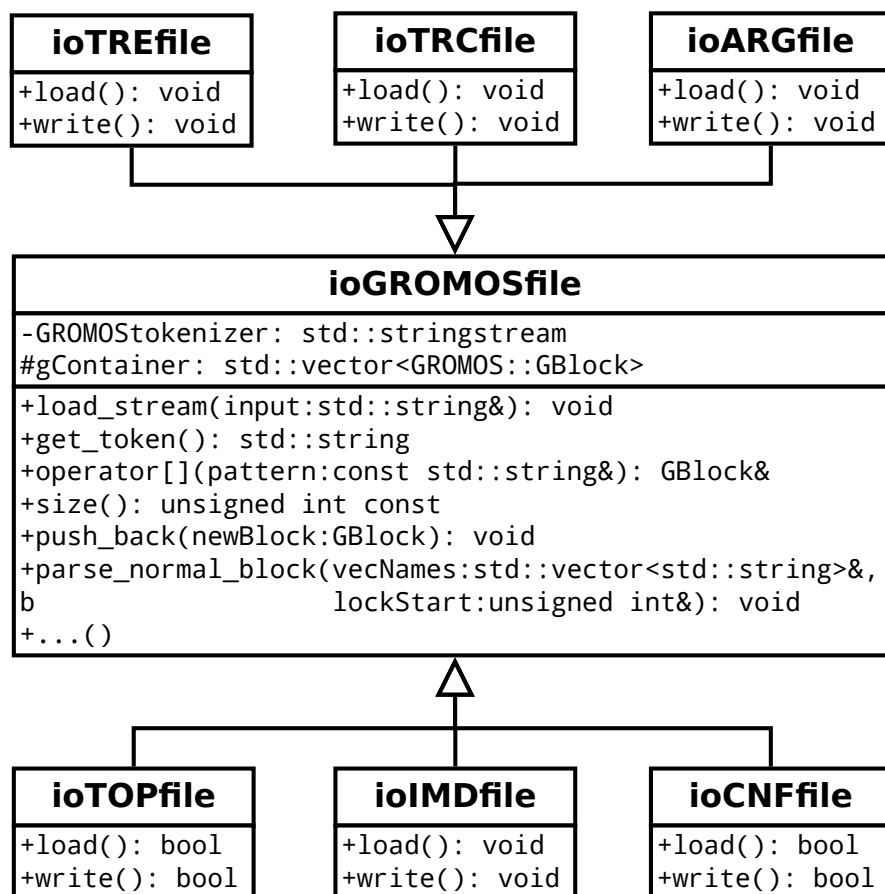 ioTREfile
+load(): void
+write(): void
ioTRCfile
+load(): void
+write(): void
ioARGfile
+load(): void
+write(): void
ioGROMOSfile
-GROMOStokenizer: std::stringstream
#gContainer: std::vector<GROMOS::GBlock>
+load_stream(input:std::string&): void
+get_token(): std::string
+operator[](pattern:const std::string&): GBlock&
+size(): unsigned int const
+push_back(newBlock:GBlock): void
+parse_normal_block(vecNames:std::vector<std::string>&,
b                   lockStart:unsigned int&): void
+...()
ioTOPfile
+load(): bool
+write(): bool
ioIMDfile
+load(): void
+write(): void
ioCNFfile
+load(): bool
+write(): bool